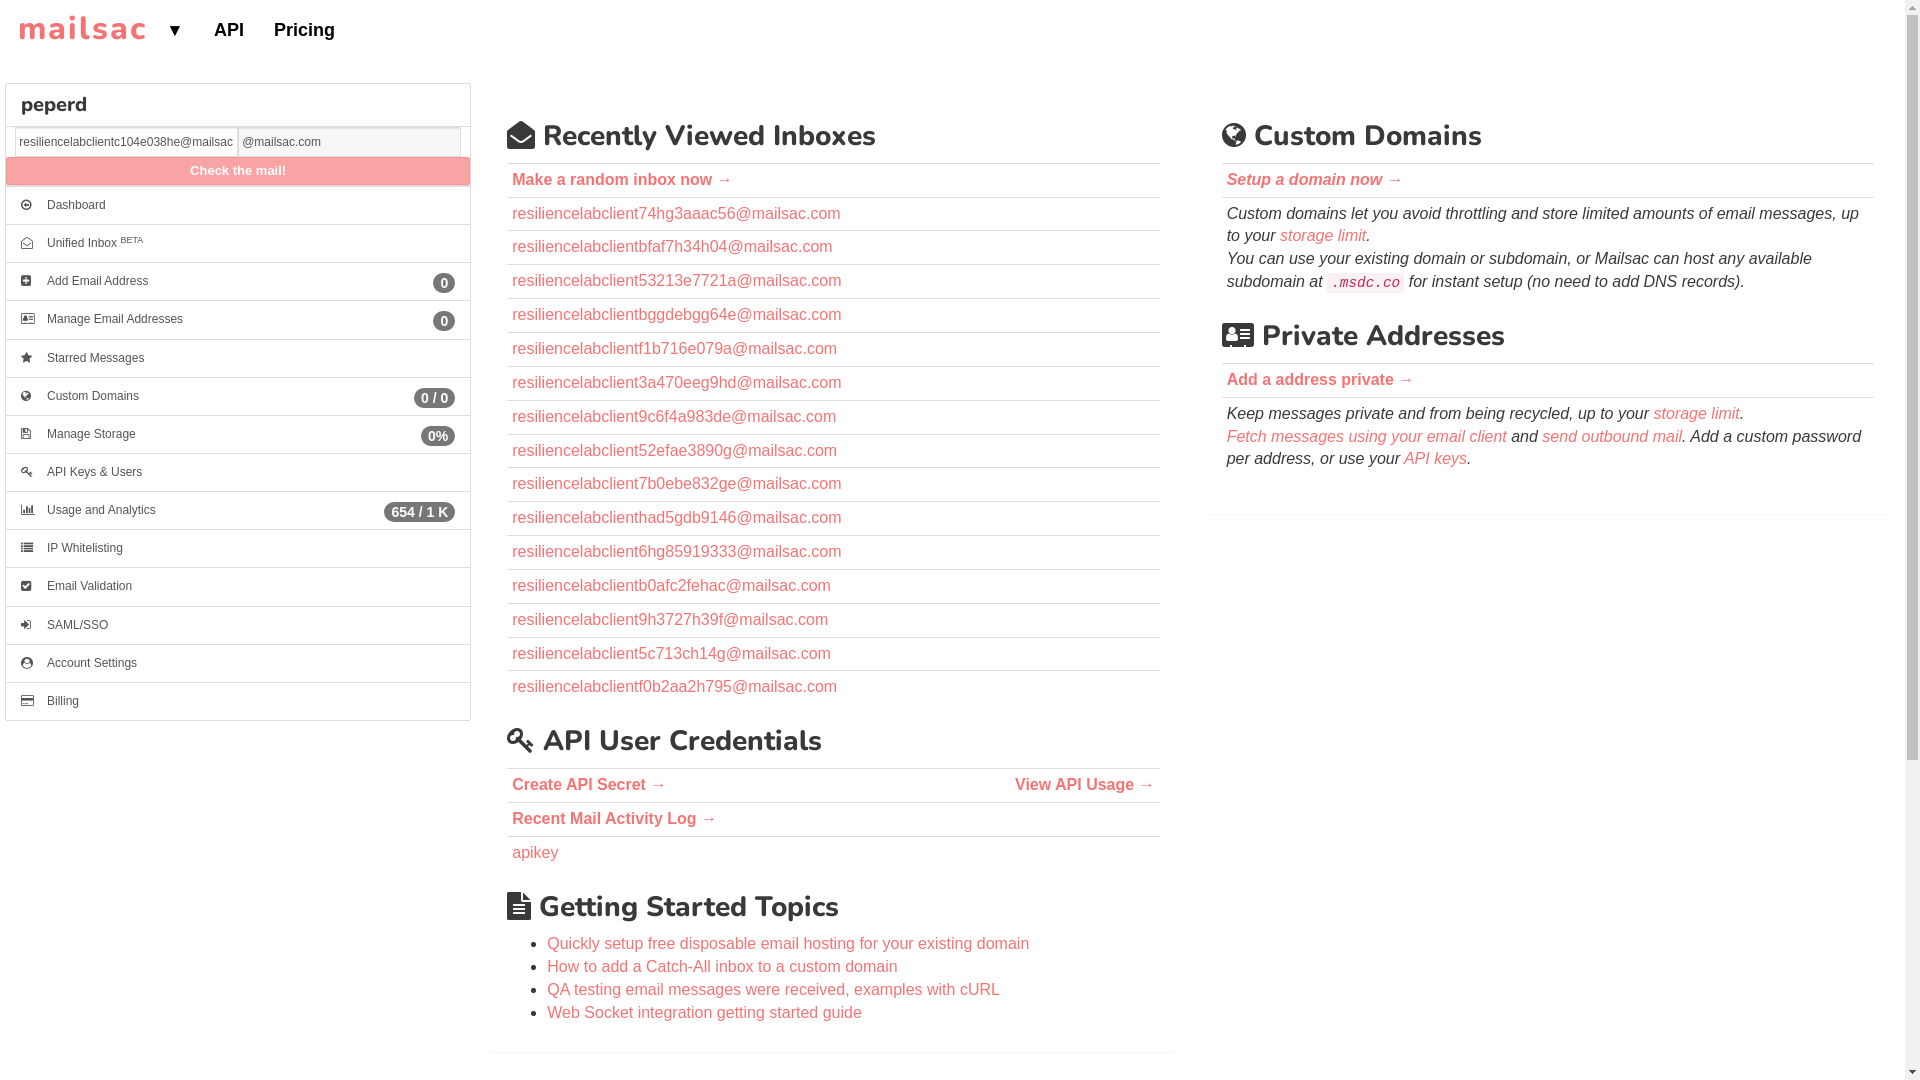 mailsac ▼ API Pricing
peperd
resiliencelabclientc104e038he@mailsac @mailsac.com
Check the mail!
Dashboard
Unified Inbox BETA
Add Email Address 0
Manage Email Addresses 0
Starred Messages
Custom Domains 0 / 0
Manage Storage 0%
API Keys & Users
Usage and Analytics 654 / 1 K
IP Whitelisting
Email Validation
SAML/SSO
Account Settings
Billing
Recently Viewed Inboxes
Make a random inbox now →
resiliencelabclient74hg3aaac56@mailsac.com
resiliencelabclientbfaf7h34h04@mailsac.com
resiliencelabclient53213e7721a@mailsac.com
resiliencelabclientbggdebgg64e@mailsac.com
resiliencelabclientf1b716e079a@mailsac.com
resiliencelabclient3a470eeg9hd@mailsac.com
resiliencelabclient9c6f4a983de@mailsac.com
resiliencelabclient52efae3890g@mailsac.com
resiliencelabclient7b0ebe832ge@mailsac.com
resiliencelabclienthad5gdb9146@mailsac.com
resiliencelabclient6hg85919333@mailsac.com
resiliencelabclientb0afc2fehac@mailsac.com
resiliencelabclient9h3727h39f@mailsac.com
resiliencelabclient5c713ch14g@mailsac.com
resiliencelabclientf0b2aa2h795@mailsac.com
API User Credentials
Create API Secret → View API Usage →
Recent Mail Activity Log →
apikey
Getting Started Topics
Quickly setup free disposable email hosting for your existing domain
How to add a Catch-All inbox to a custom domain
QA testing email messages were received, examples with cURL
Web Socket integration getting started guide
Custom Domains
Setup a domain now →
Custom domains let you avoid throttling and store limited amounts of email messages, up
to your storage limit.
You can use your existing domain or subdomain, or Mailsac can host any available
subdomain at .msdc.co for instant setup (no need to add DNS records).
Private Addresses
Add a address private →
Keep messages private and from being recycled, up to your storage limit.
Fetch messages using your email client and send outbound mail. Add a custom password
per address, or use your API keys.